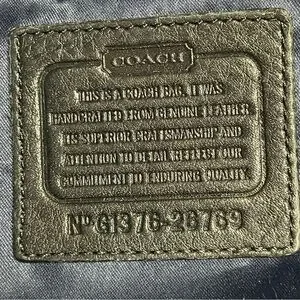 COACH
THIS IS A COACH BAG. IT WAS
HANDCRAFTED FROM GENUINE LEATHER
ITS SUPERIOR CRAFTSMANSHIP AND
ATTENTION TO DETAIL REFLECT OUR
COMMITMENT TO ENDURING QUALITY.
Nº G1376-26769